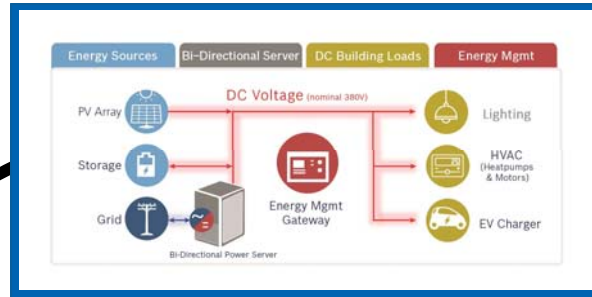 Energy Sources
Bi-Directional Server
DC Building Loads
Energy Mgmt
DC Voltage (nominal 380V)
PV Array
Lighting
Storage
HVAC
(Heatpumps
& Motors)
Energy Mgmt
Gateway
Grid
EV Charger
Bi-Directional Power Server